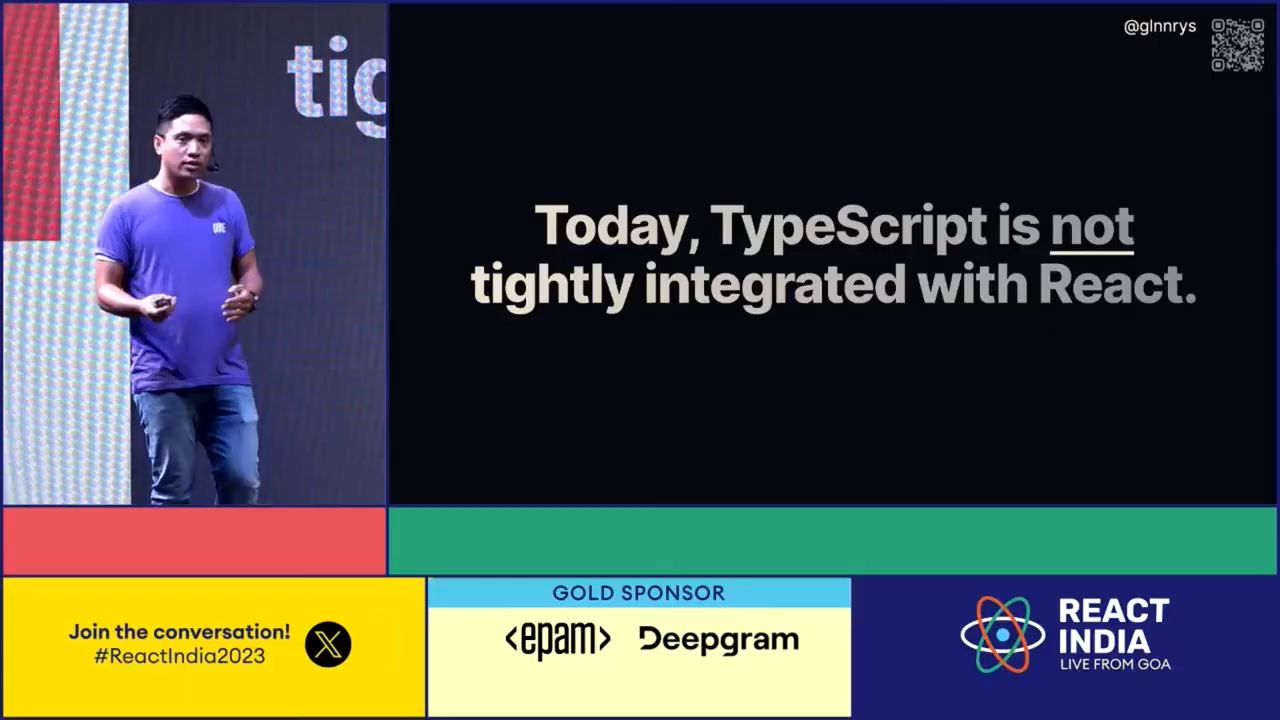 tig
@glnnrys
Today, TypeScript is not
tightly integrated with React.
Join the conversation!
#ReactIndia2023
GOLD SPONSOR
<epam>
Deepgram
REACT
INDIA
LIVE FROM GOA